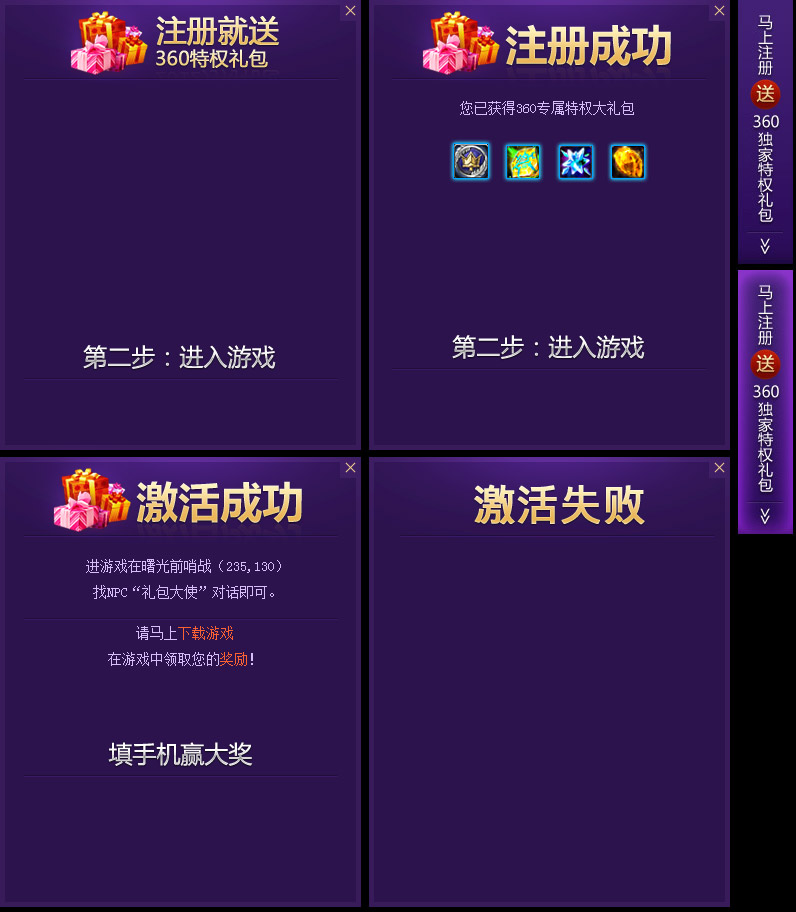 注册就送
360特权礼包
第二步：进入游戏
注册成功
您已获得360专属特权大礼包
第二步：进入游戏
马上注册
送
360
独家特权礼包
马上注册
送
360
独家特权礼包
激活成功
进游戏在曙光前哨战（235,130）
找NPC“礼包大使”对话即可。
请马上下载游戏
在游戏中领取您的奖励！
填手机赢大奖
激活失败